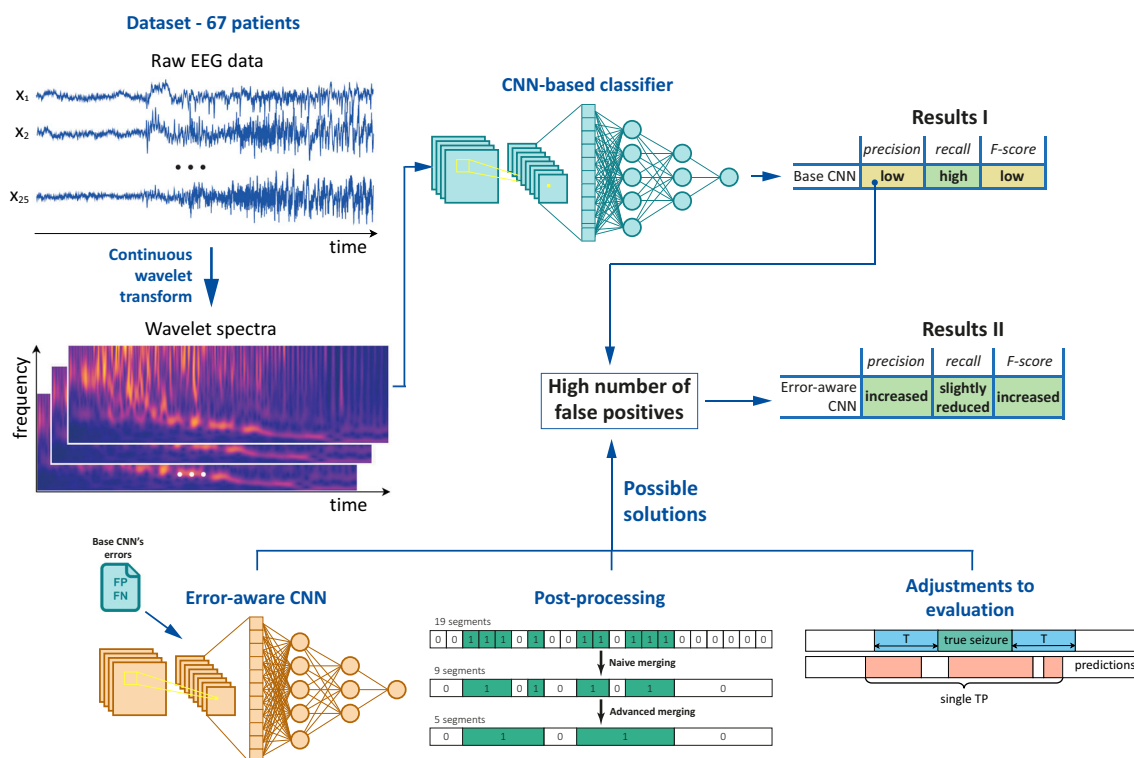 Dataset - 67 patients
Raw EEG data
X1
X2
• • •
X25
time
Continuous
wavelet
transform
Wavelet spectra
frequency
• • •
time
CNN-based classifier
Results I
precision recall F-score
Base CNN low high low
High number of
false positives
Results II
precision recall F-score
Error-aware
CNN
increased
slightly
reduced
increased
Possible
solutions
Base CNN's
errors
FP
FN
Error-aware CNN
Post-processing
19 segments
0 0 1 1 1 0 1 0 0 1 1 0 1 1 1 0 0 0 0 0 0
Naive merging
9 segments
0 1 0 1 0 1 0 1 0
Advanced merging
5 segments
0 1 0 1 0
Adjustments to
evaluation
T true seizure T
predictions
single TP